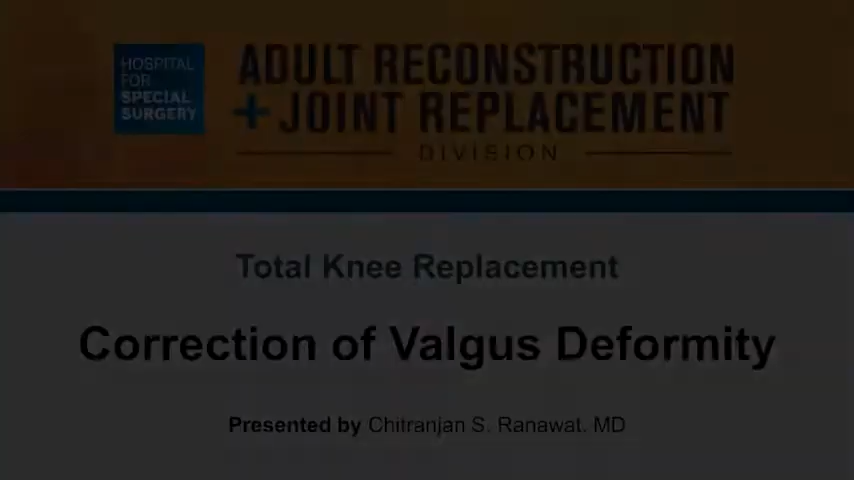 HOSPITAL
FOR
SPECIAL
SURGERY
ADULT RECONSTRUCTION
+ JOINT REPLACEMENT
DIVISION
Total Knee Replacement
Correction of Valgus Deformity
Presented by Chitranjan S. Ranawat, MD